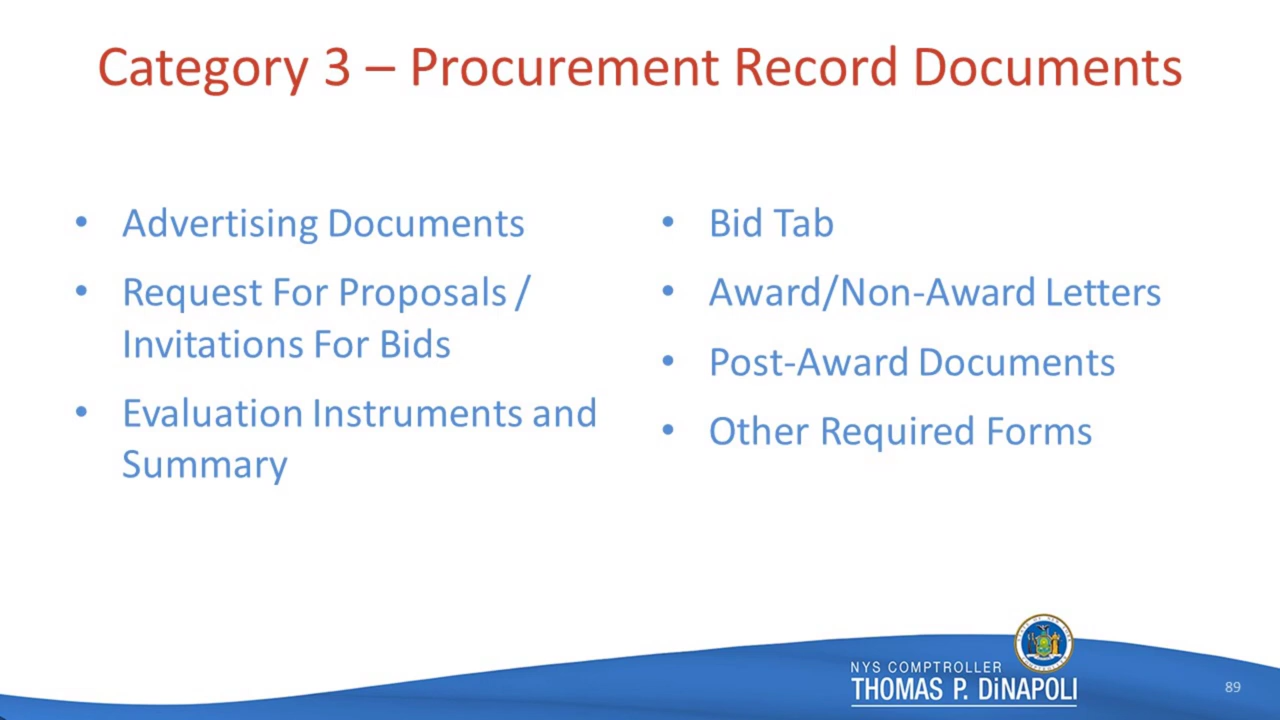 Category 3 – Procurement Record Documents
• Advertising Documents
• Request For Proposals /
Invitations For Bids
• Evaluation Instruments and
Summary
• Bid Tab
• Award/Non-Award Letters
• Post-Award Documents
• Other Required Forms
NYS COMPTROLLER
THOMAS P. DiNAPOLI
89